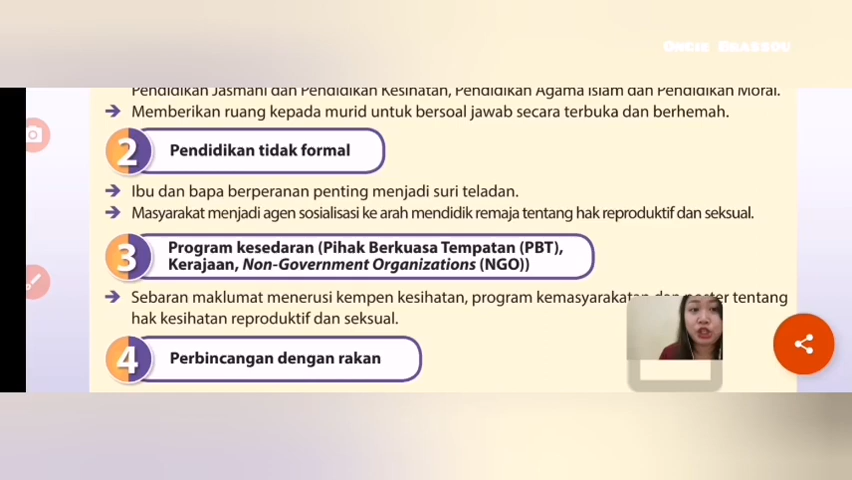 ORCIE EBASSOU
Pendidikan Jasmani dan Pendidikan Kesihatan, Pendidikan Agama Islam dan Pendidikan Moral.
→ Memberikan ruang kepada murid untuk bersoal jawab secara terbuka dan berhemah.
2 Pendidikan tidak formal
→ Ibu dan bapa berperanan penting menjadi suri teladan.
→ Masyarakat menjadi agen sosialisasi ke arah mendidik remaja tentang hak reproduktif dan seksual.
3 Program kesedaran (Pihak Berkuasa Tempatan (PBT),
Kerajaan, Non-Government Organizations (NGO))
→ Sebaran maklumat menerusi kempen kesihatan, program kemasyarakatan dan poster tentang
hak kesihatan reproduktif dan seksual.
4 Perbincangan dengan rakan